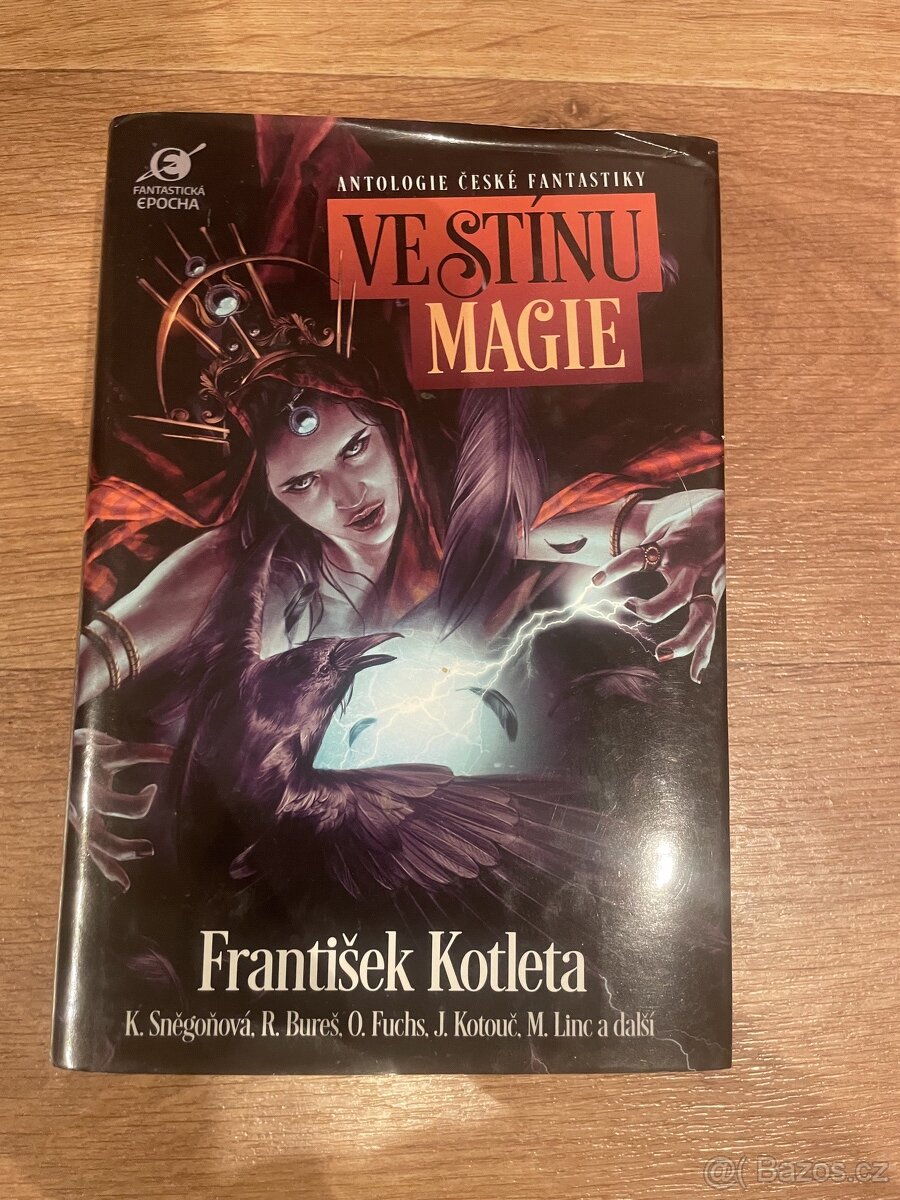 FANTASTICKÁ
EPOCHA
ANTOLOGIE ČESKÉ FANTASTIKY
VE STÍNU
MAGIE
František Kotleta
K. Sněgoňová, R. Bureš, O. Fuchs, J. Kotouč, M. Linc a další
@( Bazos.cz